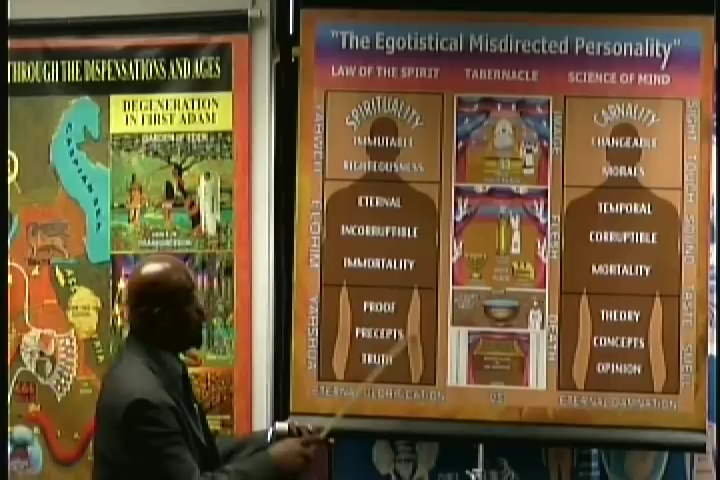 THROUGH THE DISPENSATIONS AND AGES
DEGENERATION
IN FIRST ADAM
CASPIAN SEA
"The Egotistical Misdirected Personality"
LAW OF THE SPIRIT
TABERNACLE
SCIENCE OF MIND
SPIRITUALITY
IMMUTABLE
RIGHTEOUSNESS
ETERNAL
INCORRUPTIBLE
IMMORTALITY
PROOF
PRECEPTS
TRUTH
YAHWEH ELOHIM YAHSHUA
CARNALITY
CHANGEABLE
MORALS
TEMPORAL
CORRUPTIBLE
MORTALITY
THEORY
CONCEPTS
OPINION
FLESH
DEATH
SIGHT TOUCH SOUND TASTE SMELL
ETERNAL GLORIFICATION
VS
ETERNAL DAMNATION